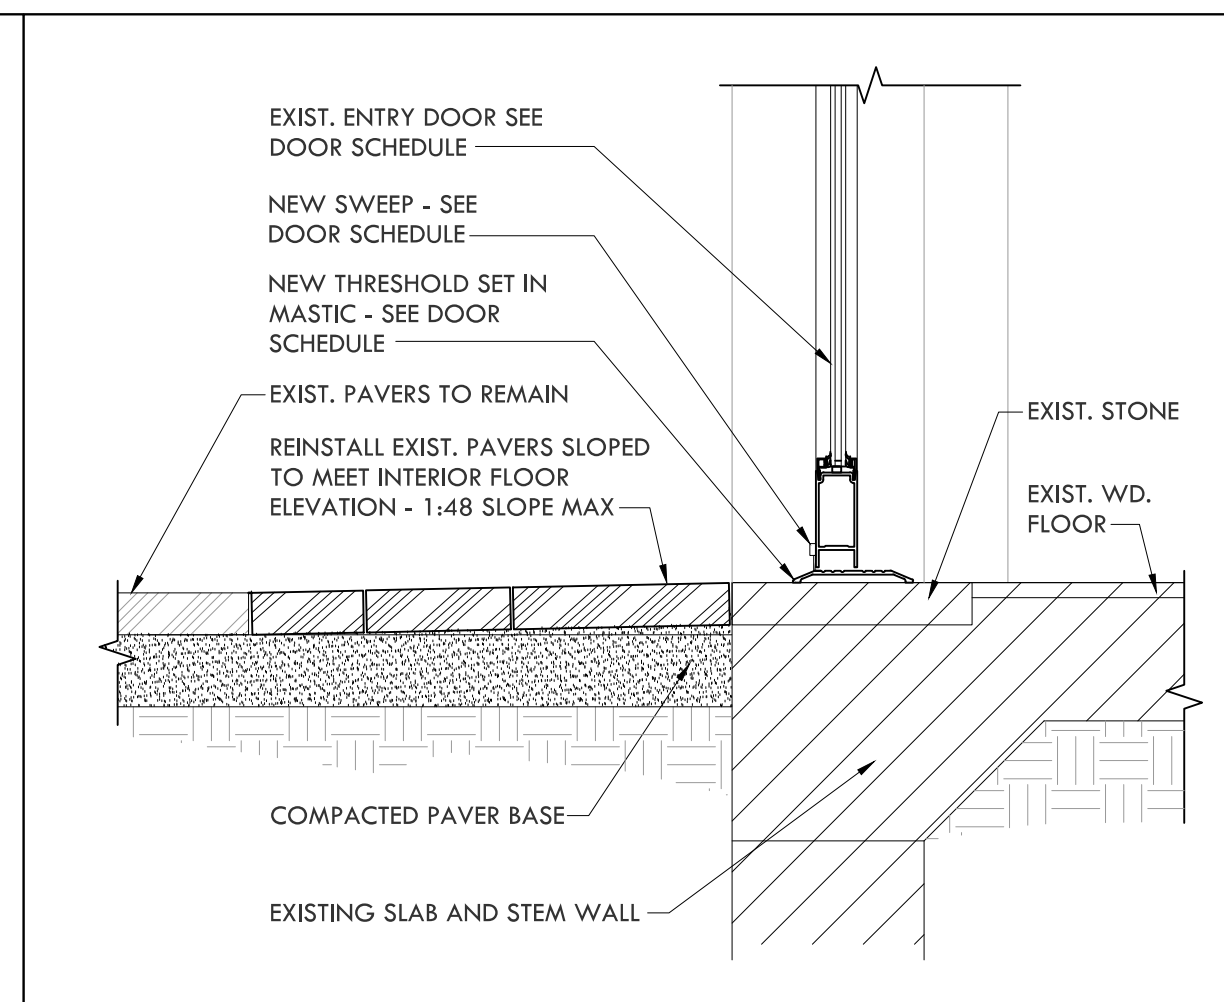 EXIST. ENTRY DOOR SEE
DOOR SCHEDULE
NEW SWEEP - SEE
DOOR SCHEDULE
NEW THRESHOLD SET IN
MASTIC - SEE DOOR
SCHEDULE
EXIST. PAVERS TO REMAIN
REINSTALL EXIST. PAVERS SLOPED
TO MEET INTERIOR FLOOR
ELEVATION - 1:48 SLOPE MAX
EXIST. STONE
EXIST. WD.
FLOOR
COMPACTED PAVER BASE
EXISTING SLAB AND STEM WALL